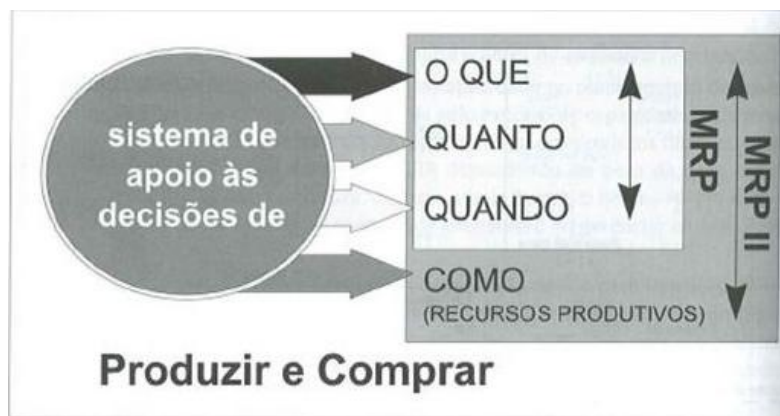 sistema de
apoio às
decisões de
O QUE
QUANTO
QUANDO
COMO
(RECURSOS PRODUTIVOS)
MRP
MRP II
Produzir e Comprar